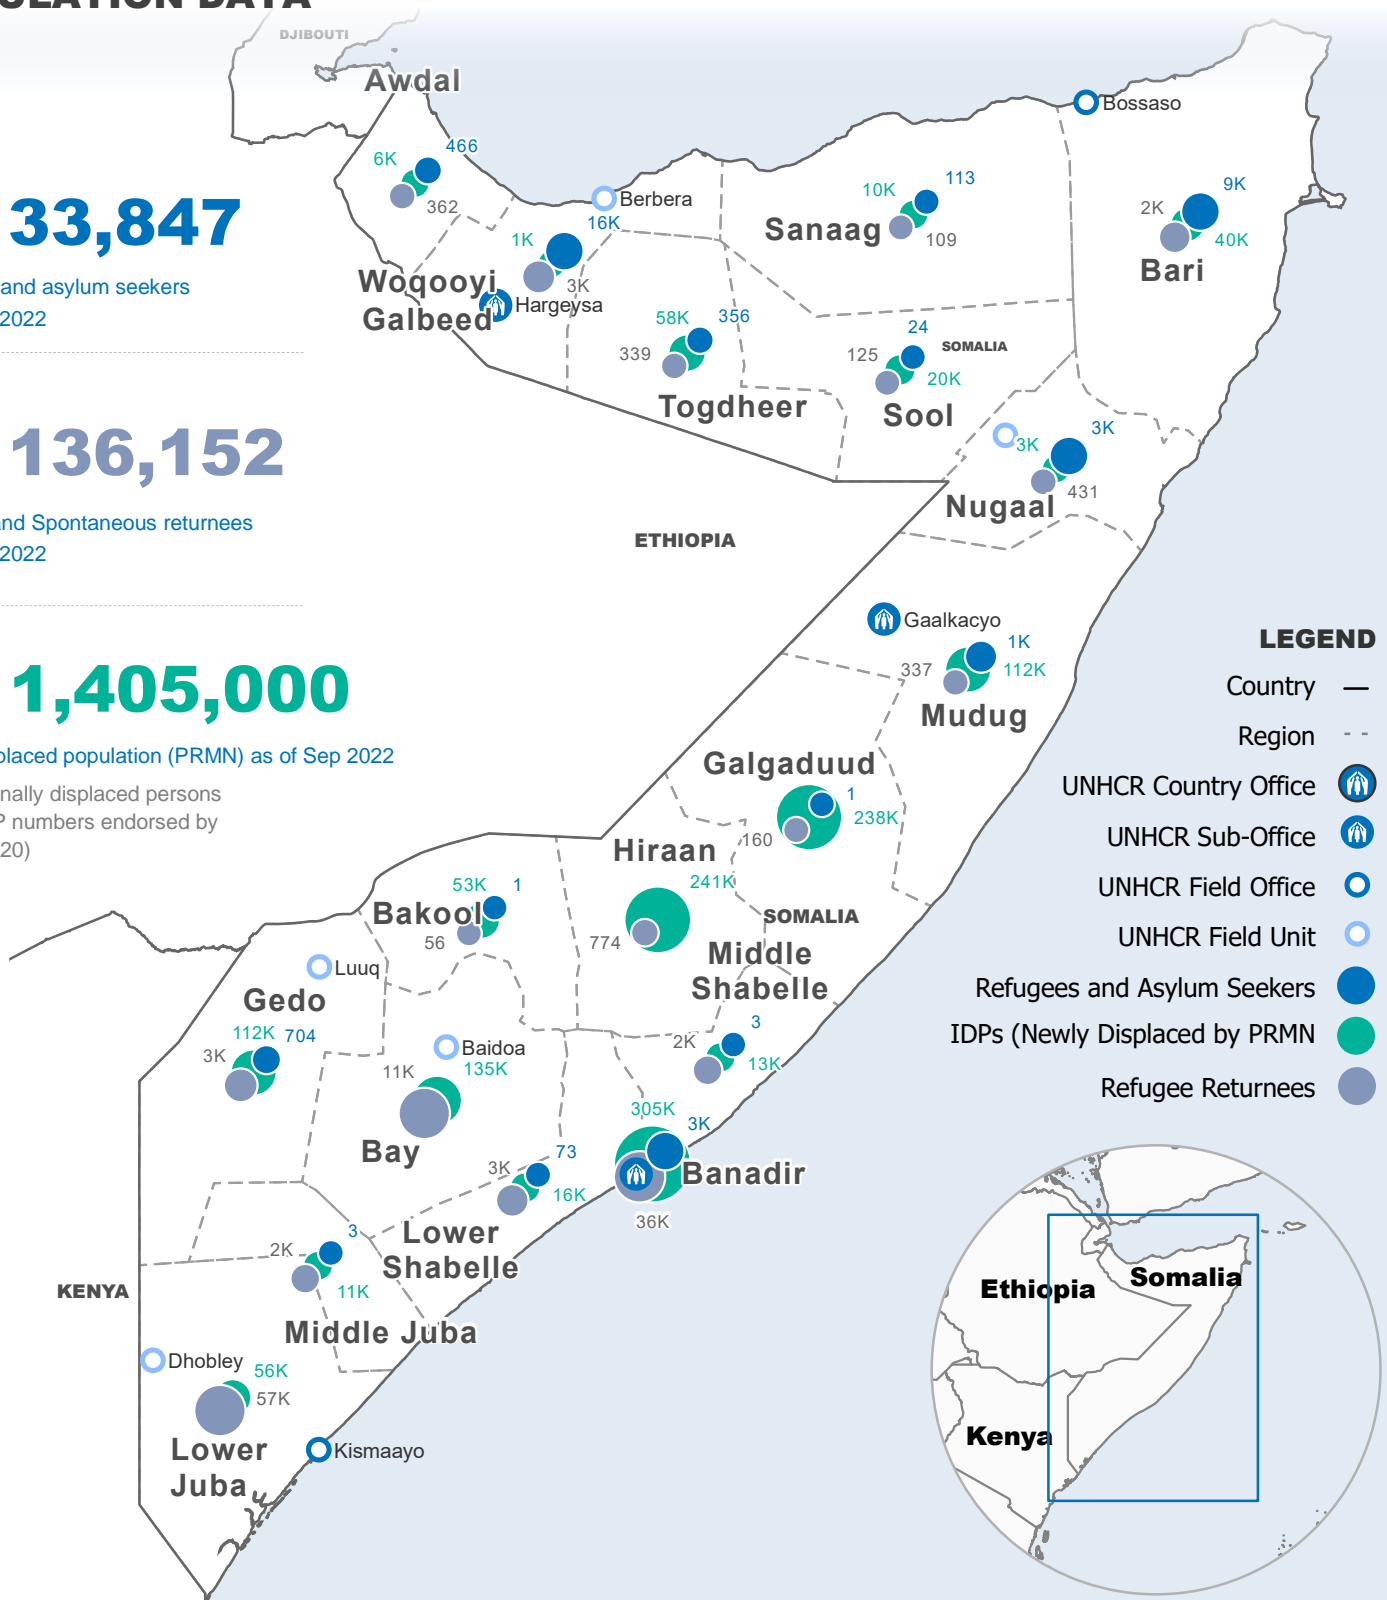 DJIBOUTI
Awdal
466
6K
362
33,847
and asylum seekers
2022
136,152
Spontaneous returnees
2022
1,405,000
population (PRMN) as of Sep 2022
displaced persons
numbers endorsed by
20)
Bossaso
Berbera
16K
1K
3K
Woqooyi
Galbeed
Hargeysa
113
10K
109
Sanaag
9K
2K
40K
Bari
58K
356
339
Togdheer
24
SOMALIA
125
20K
Sool
3K
3K
431
Nugaal
ETHIOPIA
Gaalkacyo
1K
337
112K
Mudug
Galgaduud
1
238K
160
Hiraan
241K
774
SOMALIA
53K
1
Bakool
56
Middle
Shabelle
3
2K
13K
Luuq
Gedo
112K
704
3K
Baidoa
11K
135K
Bay
305K
3K
Banadir
36K
73
3K
16K
Lower
Shabelle
3
2K
11K
Middle Juba
KENYA
Dhobley
56K
57K
Lower
Juba
Kismaayo
LEGEND
Country
Region
UNHCR Country Office
UNHCR Sub-Office
UNHCR Field Office
UNHCR Field Unit
Refugees and Asylum Seekers
IDPs (Newly Displaced by PRMN
Refugee Returnees
Ethiopia
Somalia
Kenya